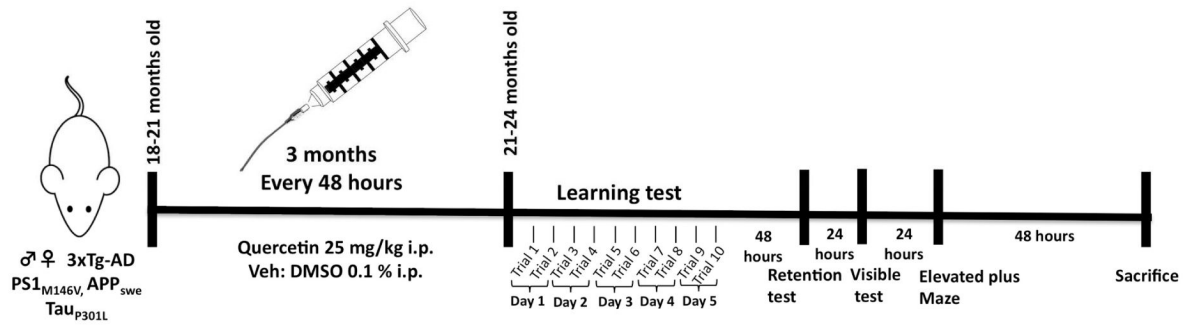 18-21 months old
3 months
Every 48 hours
21-24 months old
Learning test
♂ ♀ 3xTg-AD
PS1M146V, APPswe
TauP301L
Quercetin 25 mg/kg i.p.
Veh: DMSO 0.1 % i.p.
Trial 1
Trial 2
Trial 3
Trial 4
Trial 5
Trial 6
Trial 7
Trial 8
Trial 9
Trial 10
Day 1
Day 2
Day 3
Day 4
Day 5
48
hours
Retention
test
24
hours
Visible
test
24
hours
Elevated plus
Maze
48 hours
Sacrifice